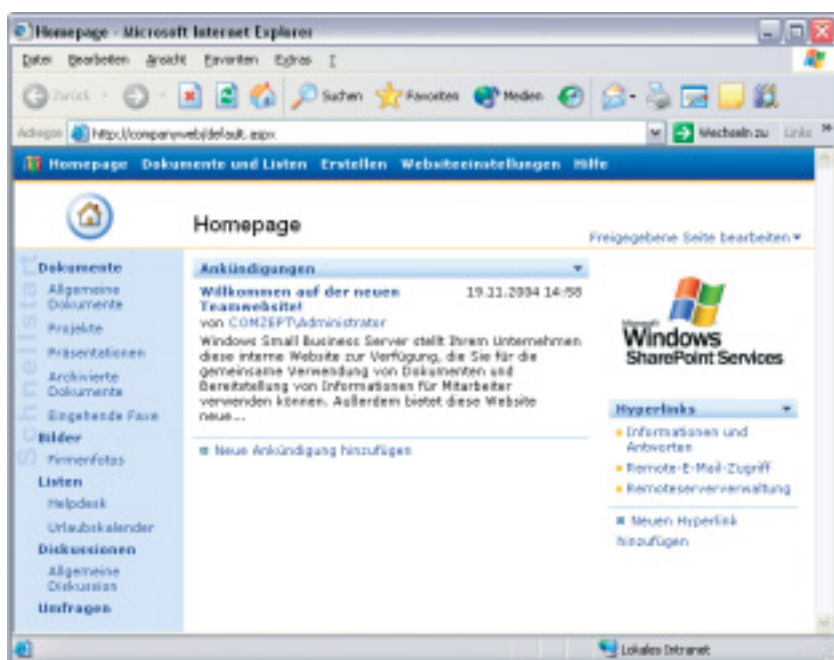 Homepage - Microsoft Internet Explorer
Datei Bearbeiten Ansicht Favoriten Extras ?
Zurück Suchen Favoriten Medien
Adresse http://companyweb/default.aspx Wechseln zu Links »
Homepage Dokumente und Listen Erstellen Websiteeinstellungen Hilfe
Homepage
Freigegebene Seite bearbeiten
Dokumente
Allgemeine
Dokumente
Projekte
Präsentationen
Archivierte
Dokumente
Eingehende Faxe
Bilder
Firmenfotos
Listen
Helpdesk
Urlaubskalender
Diskussionen
Allgemeine
Diskussion
Umfragen
Ankündigungen
Willkommen auf der neuen 19.11.2004 14:58
Teamwebsite!
von COMZEPT\Administrator
Windows Small Business Server stellt Ihrem Unternehmen
diese interne Website zur Verfügung, die Sie für die
gemeinsame Verwendung von Dokumenten und
Bereitstellung von Informationen für Mitarbeiter
verwenden können. Außerdem bietet diese Website
neue...
Neue Ankündigung hinzufügen
Microsoft
Windows
SharePoint Services
Hyperlinks
Informationen und
Antworten
Remote-E-Mail-Zugriff
Remoteserververwaltung
Neuen Hyperlink
hinzufügen
Lokales Intranet